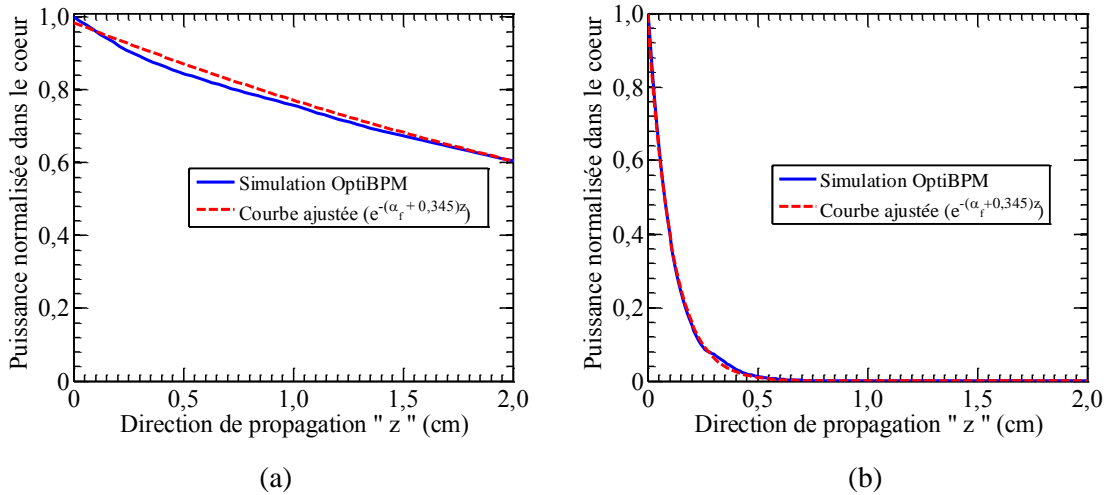 1,0
0,8
0,6
0,4
0,2
0
0
0,5
1,0
1,5
2,0
Puissance normalisée dans le coeur
Direction de propagation " z " (cm)
Simulation OptiBPM
Courbe ajustée (e^-(α_f + 0,345)z)
(a)
1,0
0,8
0,6
0,4
0,2
0
0
0,5
1,0
1,5
2,0
Puissance normalisée dans le coeur
Direction de propagation " z " (cm)
Simulation OptiBPM
Courbe ajustée (e^-(α_f+0,345)z)
(b)